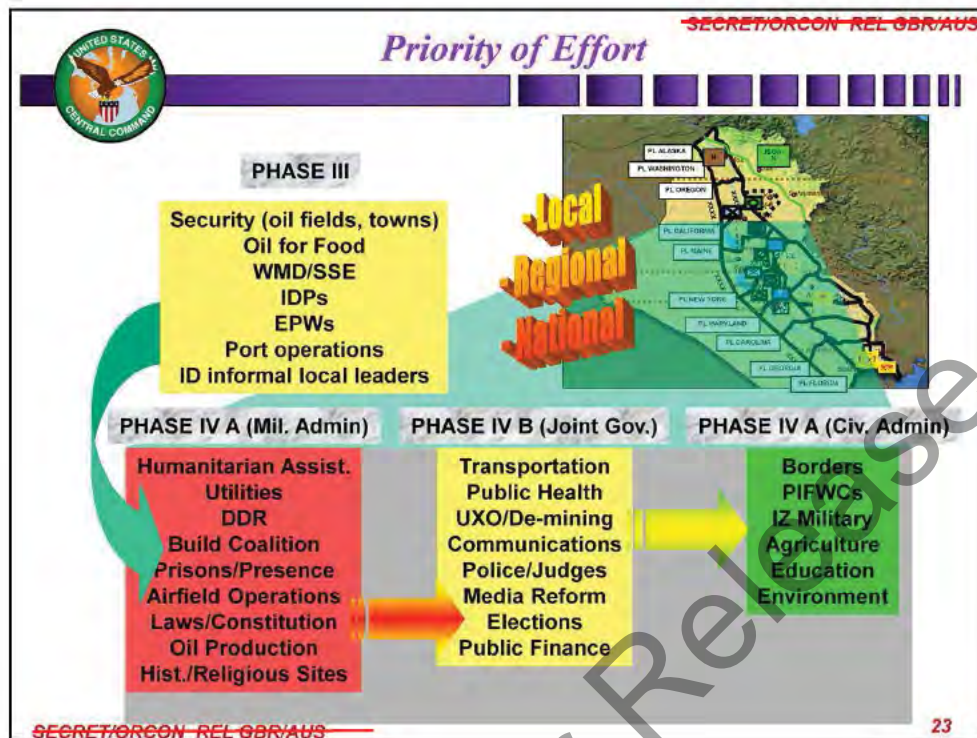 SECRET/ORCON REL GBR/AUS
Priority of Effort
UNITED STATES
CENTRAL COMMAND
PHASE III
Security (oil fields, towns)
Oil for Food
WMD/SSE
IDPs
EPWs
Port operations
ID informal local leaders
-Local
-Regional
-National
PL ALASKA
PL WASHINGTON
PL OREGON
PL CALIFORNIA
PL MAINE
PL NEW YORK
PL MARYLAND
PL CAROLINA
PL GEORGIA
PL FLORIDA
PHASE IV A (Mil. Admin)
Humanitarian Assist.
Utilities
DDR
Build Coalition
Prisons/Presence
Airfield Operations
Laws/Constitution
Oil Production
Hist./Religious Sites
PHASE IV B (Joint Gov.)
Transportation
Public Health
UXO/De-mining
Communications
Police/Judges
Media Reform
Elections
Public Finance
PHASE IV A (Civ. Admin)
Borders
PIFWCs
IZ Military
Agriculture
Education
Environment
Release
SECRET/ORCON REL GBR/AUS
23